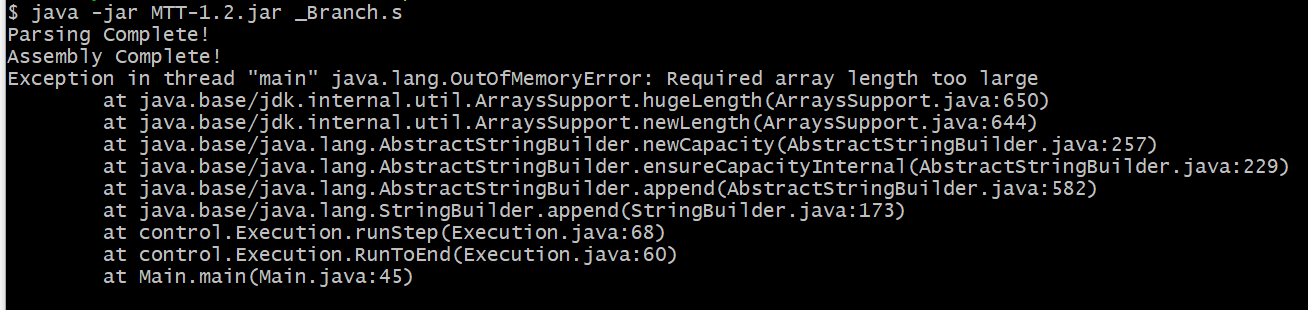 $ java -jar MTT-1.2.jar _Branch.s
Parsing Complete!
Assembly Complete!
Exception in thread "main" java.lang.OutOfMemoryError: Required array length too large
        at java.base/jdk.internal.util.ArraysSupport.hugeLength(ArraysSupport.java:650)
        at java.base/jdk.internal.util.ArraysSupport.newLength(ArraysSupport.java:644)
        at java.base/java.lang.AbstractStringBuilder.newCapacity(AbstractStringBuilder.java:257)
        at java.base/java.lang.AbstractStringBuilder.ensureCapacityInternal(AbstractStringBuilder.java:229)
        at java.base/java.lang.AbstractStringBuilder.append(AbstractStringBuilder.java:582)
        at java.base/java.lang.StringBuilder.append(StringBuilder.java:173)
        at control.Execution.runStep(Execution.java:68)
        at control.Execution.RunToEnd(Execution.java:60)
        at Main.main(Main.java:45)